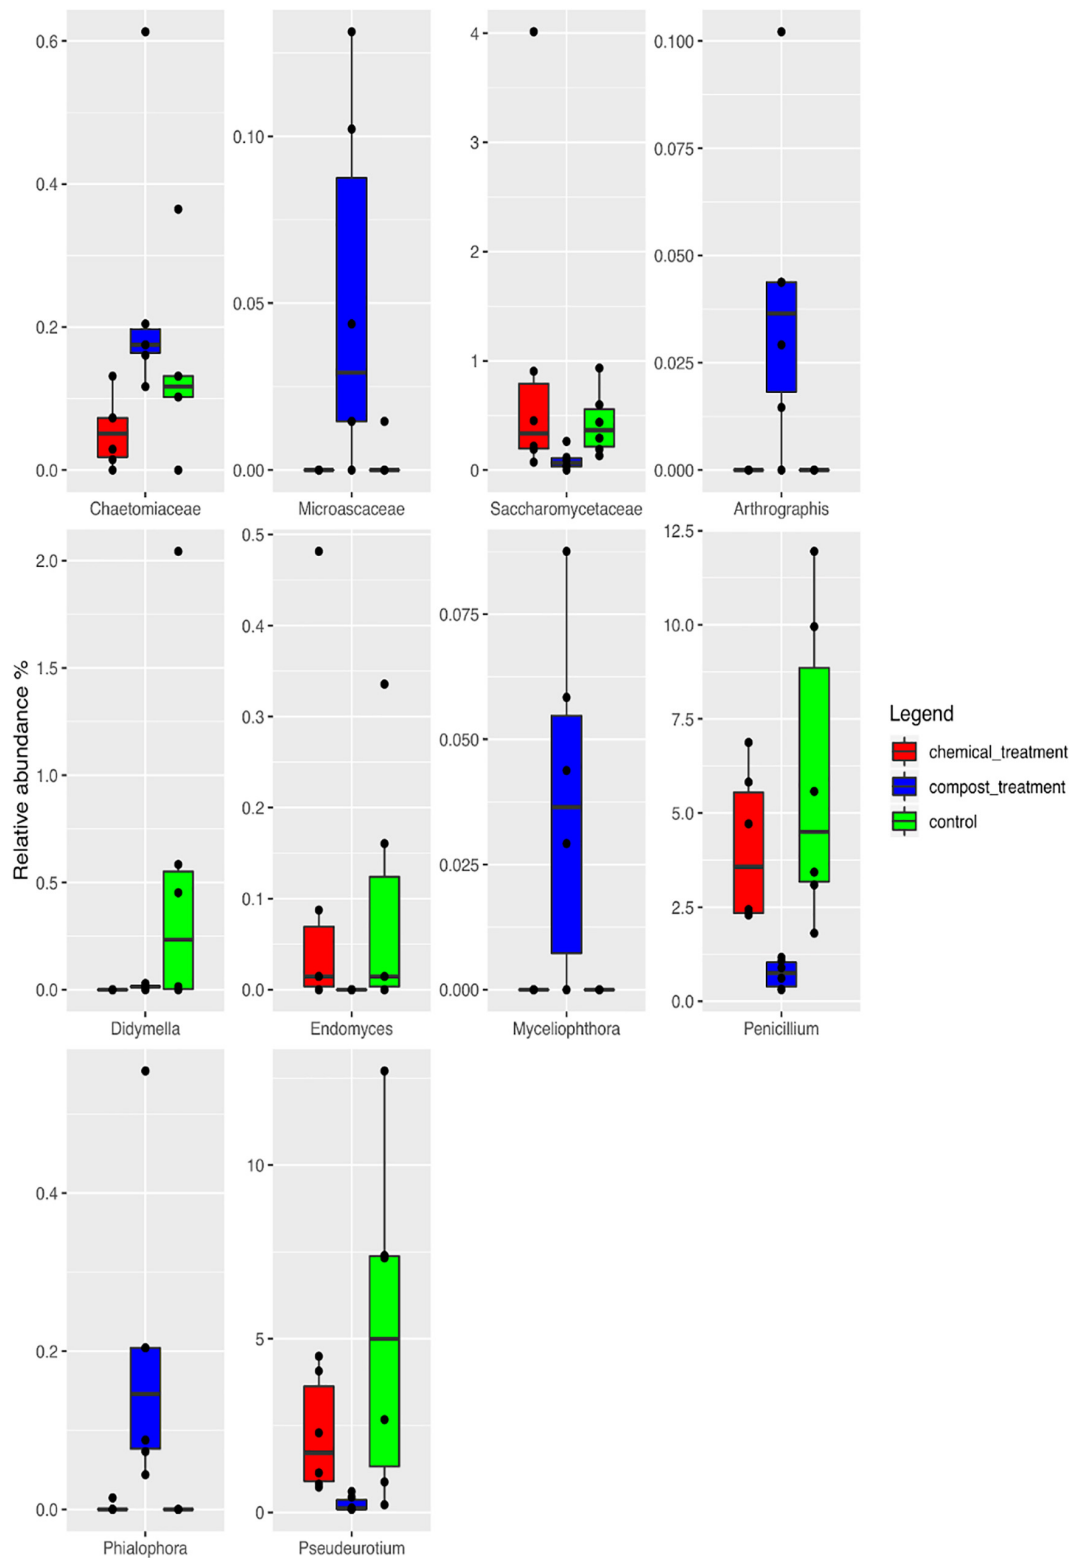 0.6
0.4
0.2
0.0
Chaetomiaceae
0.10
0.05
0.00
Microascaceae
4
3
2
1
0
Saccharomycetaceae
0.100
0.075
0.050
0.025
0.000
Arthrographis
Relative abundance %
2.0
1.5
1.0
0.5
0.0
Didymella
0.5
0.4
0.3
0.2
0.1
0.0
Endomyces
0.075
0.050
0.025
0.000
Myceliophthora
12.5
10.0
7.5
5.0
2.5
0.0
Penicillium
Legend
chemical_treatment
compost_treatment
control
0.4
0.2
0.0
Phialophora
10
5
0
Pseudeurotium